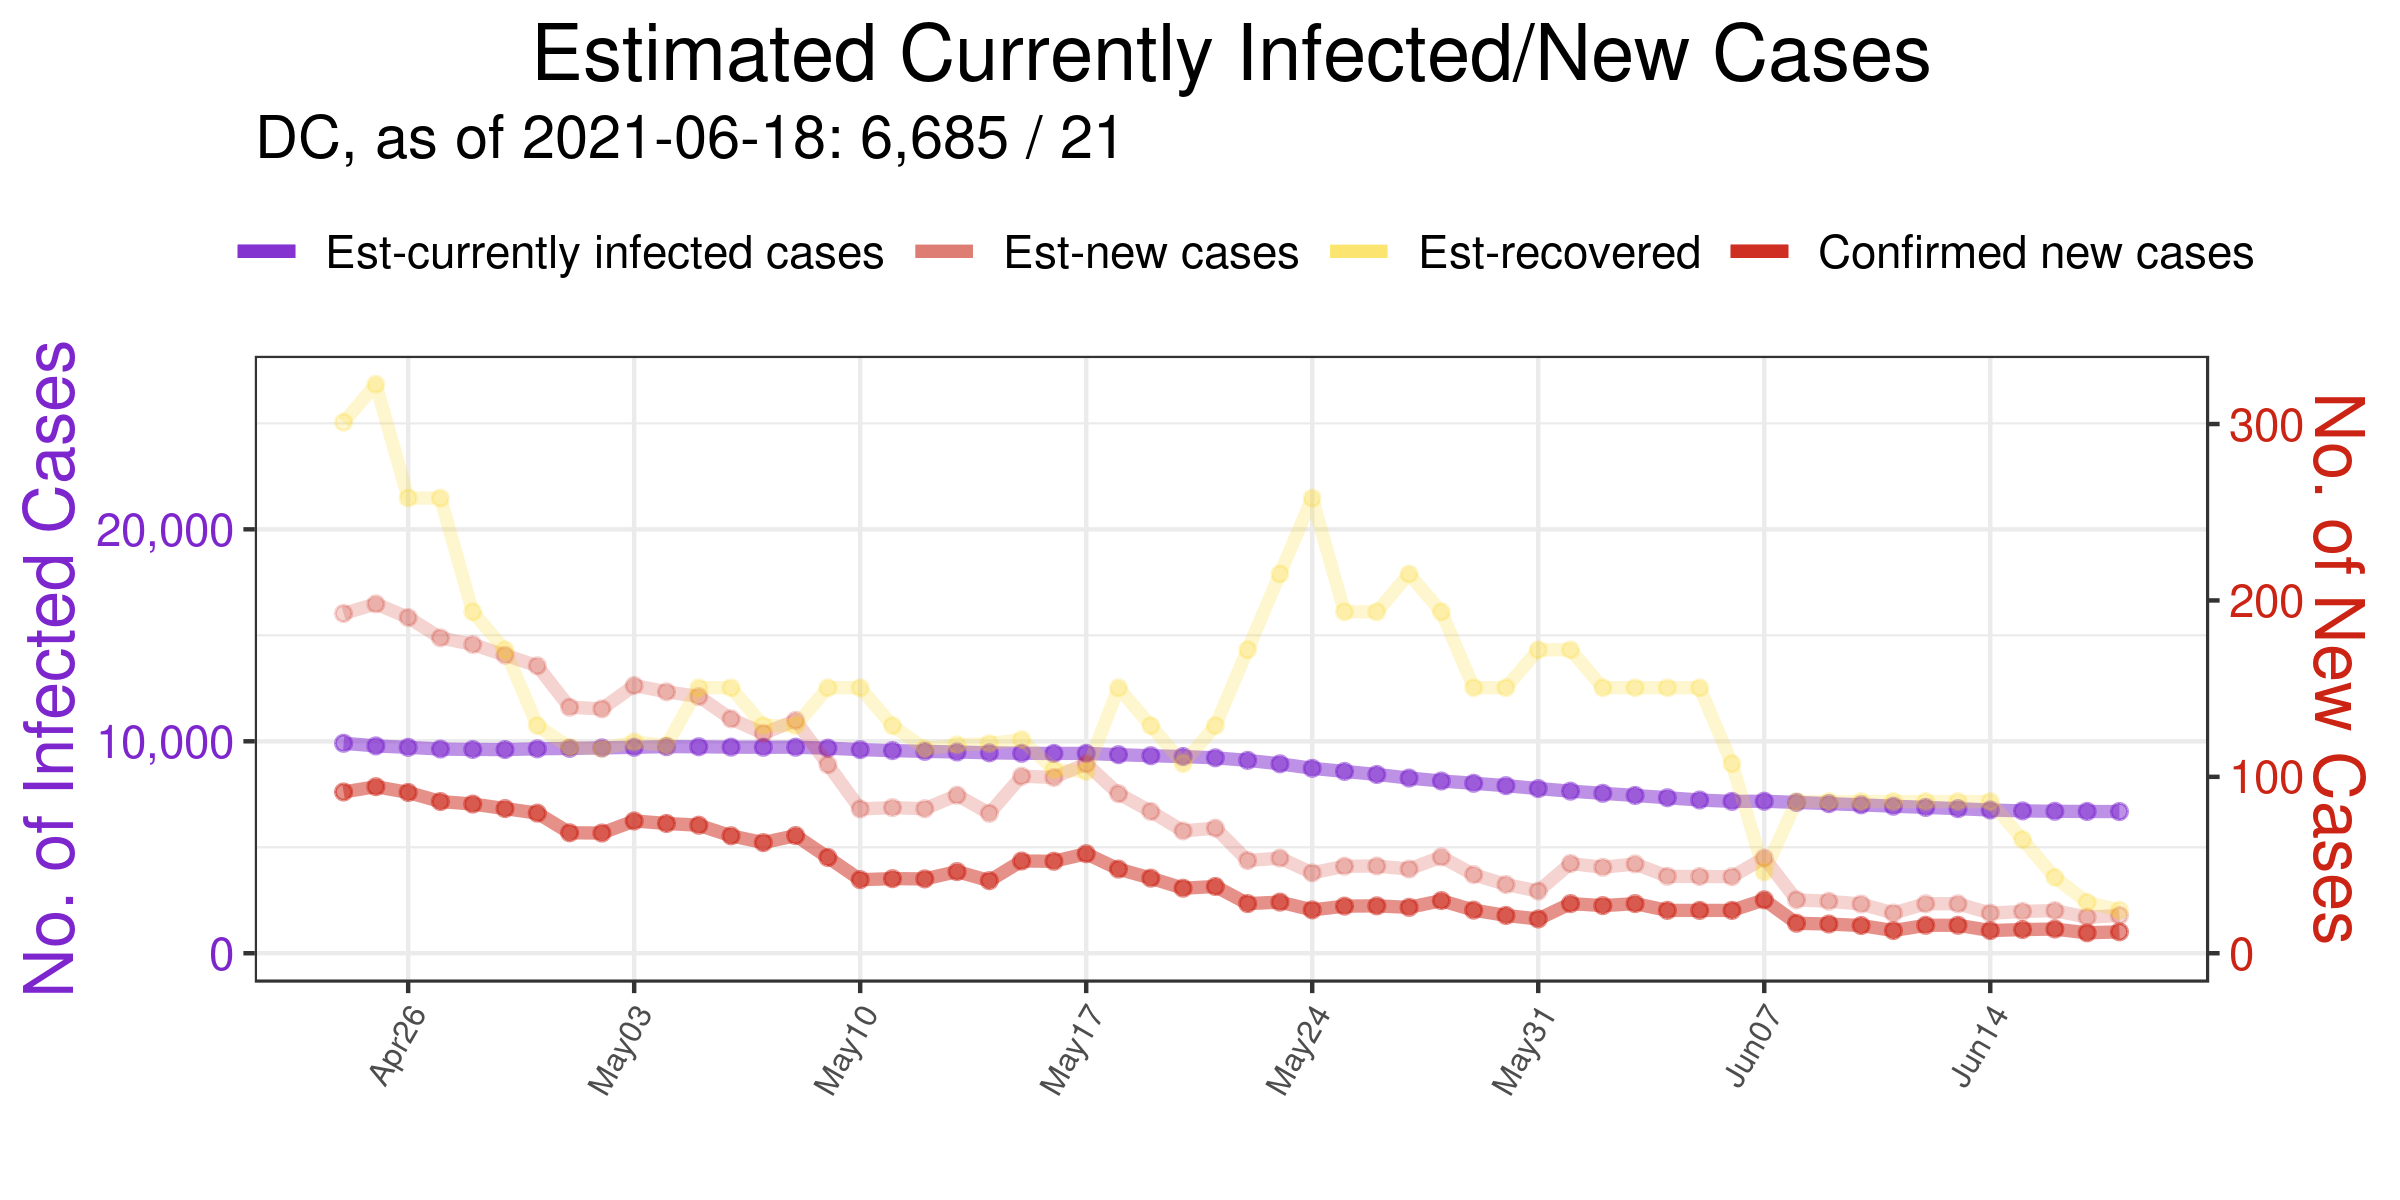 Estimated Currently Infected/New Cases
DC, as of 2021-06-18: 6,685 / 21
Est-currently infected cases Est-new cases Est-recovered Confirmed new cases
No. of Infected Cases
20,000
10,000
0
300
200
100
0
No. of New Cases
Apr26 May03 May10 May17 May24 May31 Jun07 Jun14